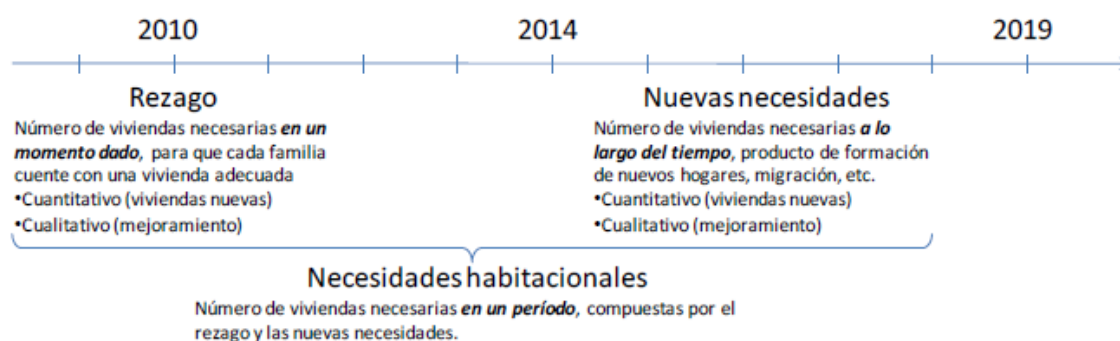 2010 2014 2019
Rezago
Número de viviendas necesarias en un
momento dado, para que cada familia
cuente con una vivienda adecuada
•Cuantitativo (viviendas nuevas)
•Cualitativo (mejoramiento)
Nuevas necesidades
Número de viviendas necesarias a lo
largo del tiempo, producto de formación
de nuevos hogares, migración, etc.
•Cuantitativo (viviendas nuevas)
•Cualitativo (mejoramiento)
Necesidades habitacionales
Número de viviendas necesarias en un período, compuestas por el
rezago y las nuevas necesidades.